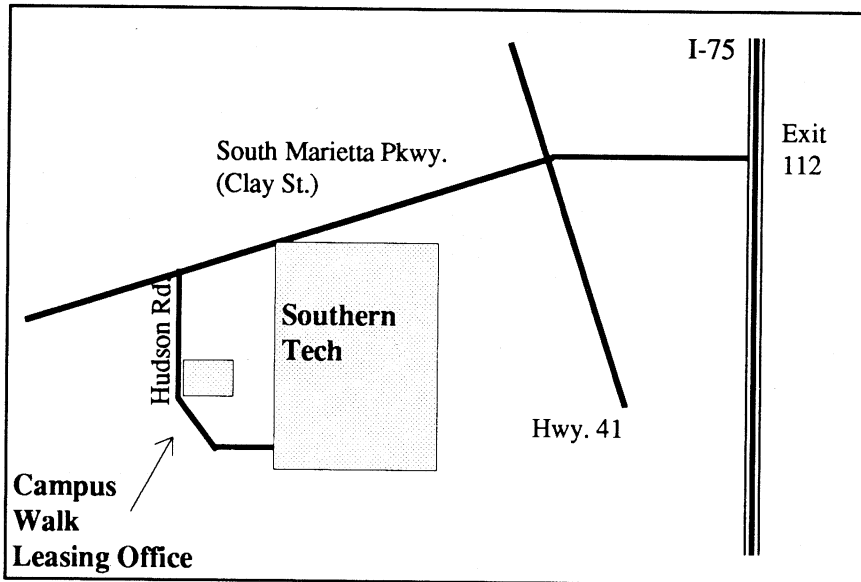 I-75
Exit
112
South Marietta Pkwy.
(Clay St.)
Hudson Rd.
Southern
Tech
Hwy. 41
Campus
Walk
Leasing Office